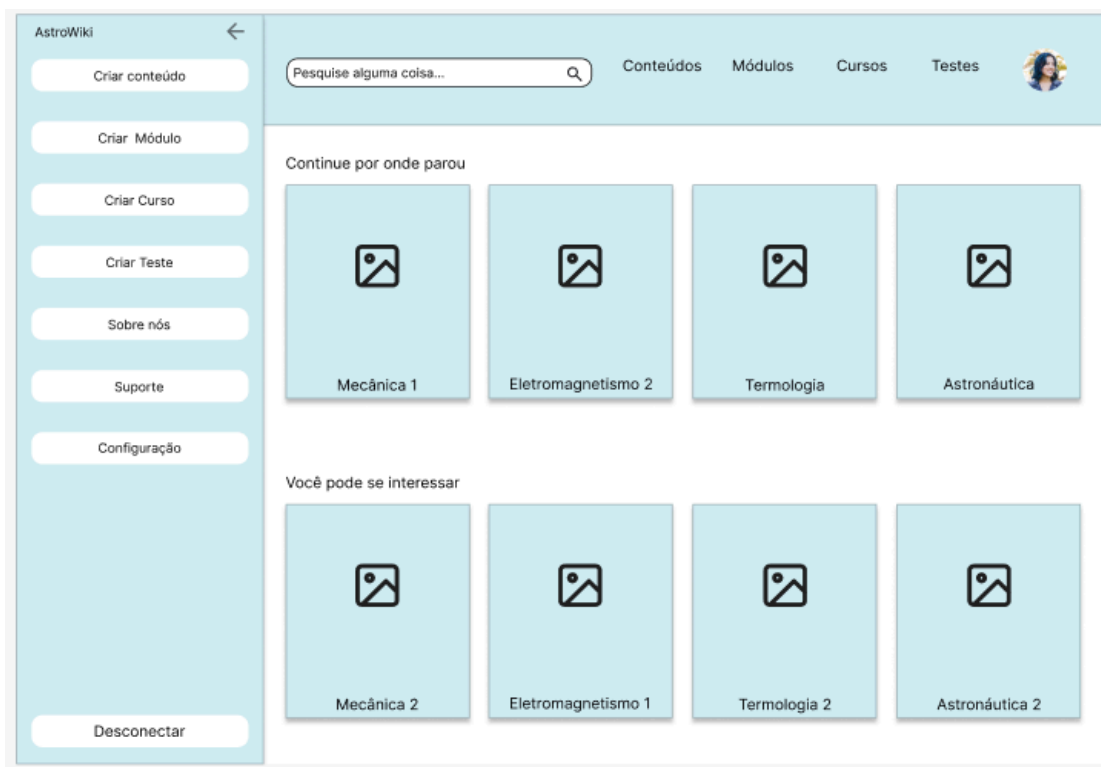 AstroWiki
Criar conteúdo
Criar Módulo
Criar Curso
Criar Teste
Sobre nós
Suporte
Configuração
Desconectar
Pesquise alguma coisa...
Conteúdos
Módulos
Cursos
Testes
Continue por onde parou
Mecânica 1
Eletromagnetismo 2
Termologia
Astronáutica
Você pode se interessar
Mecânica 2
Eletromagnetismo 1
Termologia 2
Astronáutica 2